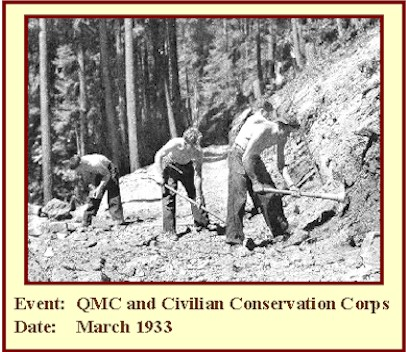 Event: QMC and Civilian Conservation Corps
Date: March 1933